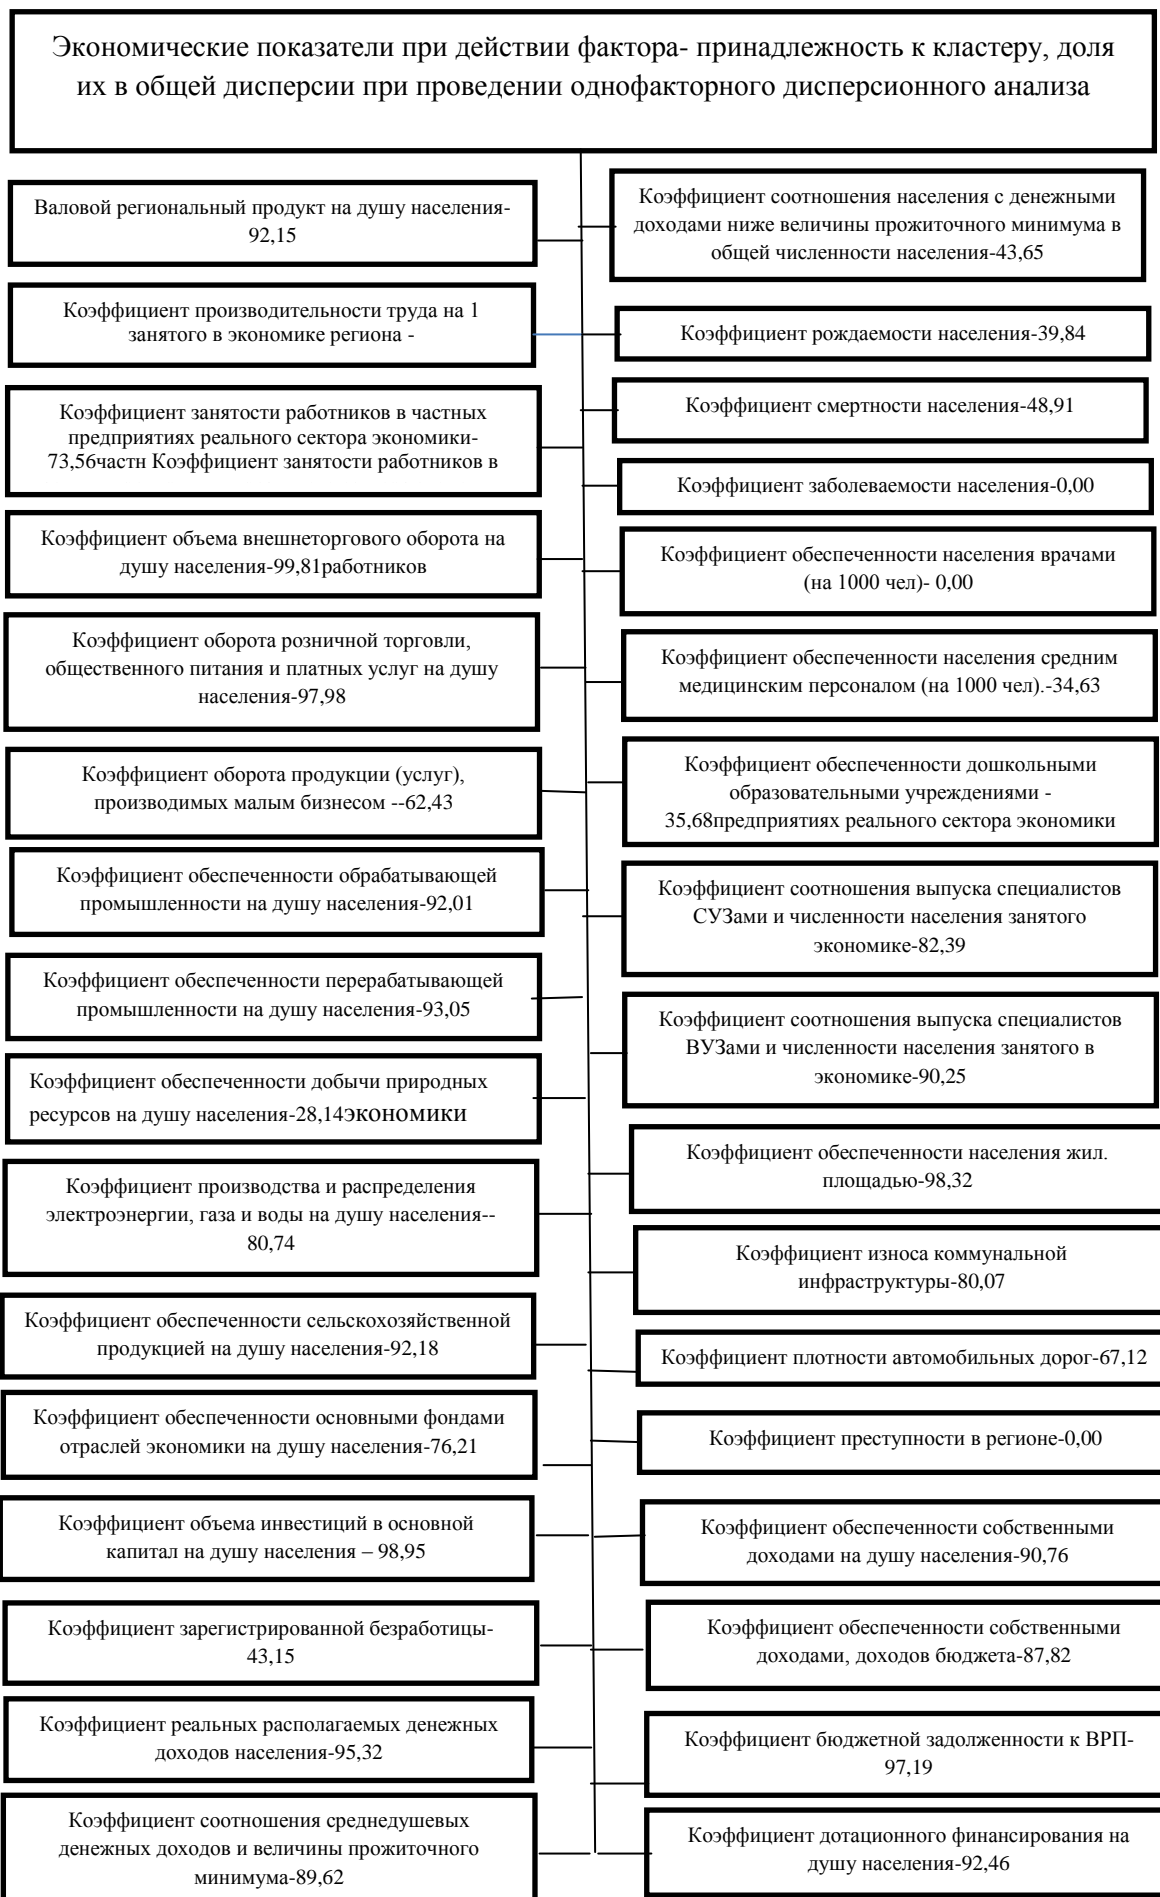 Экономические показатели при действии фактора- принадлежность к кластеру, доля
их в общей дисперсии при проведении однофакторного дисперсионного анализа
Валовой региональный продукт на душу населения-
92,15
Коэффициент производительности труда на 1
занятого в экономике региона -
Коэффициент занятости работников в частных
предприятиях реального сектора экономики-
73,56частн Коэффициент занятости работников в
Коэффициент объема внешнеторгового оборота на
душу населения-99,81работников
Коэффициент оборота розничной торговли,
общественного питания и платных услуг на душу
населения-97,98
Коэффициент оборота продукции (услуг),
производимых малым бизнесом --62,43
Коэффициент обеспеченности обрабатывающей
промышленности на душу населения-92,01
Коэффициент обеспеченности перерабатывающей
промышленности на душу населения-93,05
Коэффициент обеспеченности добычи природных
ресурсов на душу населения-28,14экономики
Коэффициент производства и распределения
электроэнергии, газа и воды на душу населения--
80,74
Коэффициент обеспеченности сельскохозяйственной
продукцией на душу населения-92,18
Коэффициент обеспеченности основными фондами
отраслей экономики на душу населения-76,21
Коэффициент объема инвестиций в основной
капитал на душу населения – 98,95
Коэффициент зарегистрированной безработицы-
43,15
Коэффициент реальных располагаемых денежных
доходов населения-95,32
Коэффициент соотношения среднедушевых
денежных доходов и величины прожиточного
минимума-89,62
Коэффициент соотношения населения с денежными
доходами ниже величины прожиточного минимума в
общей численности населения-43,65
Коэффициент рождаемости населения-39,84
Коэффициент смертности населения-48,91
Коэффициент заболеваемости населения-0,00
Коэффициент обеспеченности населения врачами
(на 1000 чел)- 0,00
Коэффициент обеспеченности населения средним
медицинским персоналом (на 1000 чел).-34,63
Коэффициент обеспеченности дошкольными
образовательными учреждениями -
35,68предприятиях реального сектора экономики
Коэффициент соотношения выпуска специалистов
СУЗами и численности населения занятого
экономике-82,39
Коэффициент соотношения выпуска специалистов
ВУЗами и численности населения занятого в
экономике-90,25
Коэффициент обеспеченности населения жил.
площадью-98,32
Коэффициент износа коммунальной
инфраструктуры-80,07
Коэффициент плотности автомобильных дорог-67,12
Коэффициент преступности в регионе-0,00
Коэффициент обеспеченности собственными
доходами на душу населения-90,76
Коэффициент обеспеченности собственными
доходами, доходов бюджета-87,82
Коэффициент бюджетной задолженности к ВРП-
97,19
Коэффициент дотационного финансирования на
душу населения-92,46